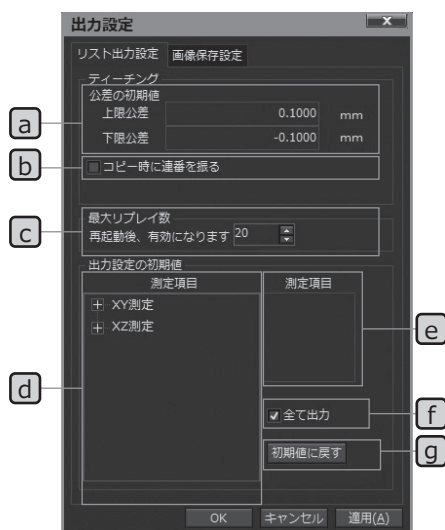 出力設定
x
リスト出力設定 画像保存設定
ティーチング
公差の初期値
上限公差 0.1000 mm
下限公差 -0.1000 mm
コピー時に連番を振る
最大リプレイ数
再起動後、有効になります 20
出力設定の初期値
測定項目 測定項目
XY測定
XZ測定
全て出力
初期値に戻す
OK キャンセル 適用(A)
a
b
c
d
e
f
g